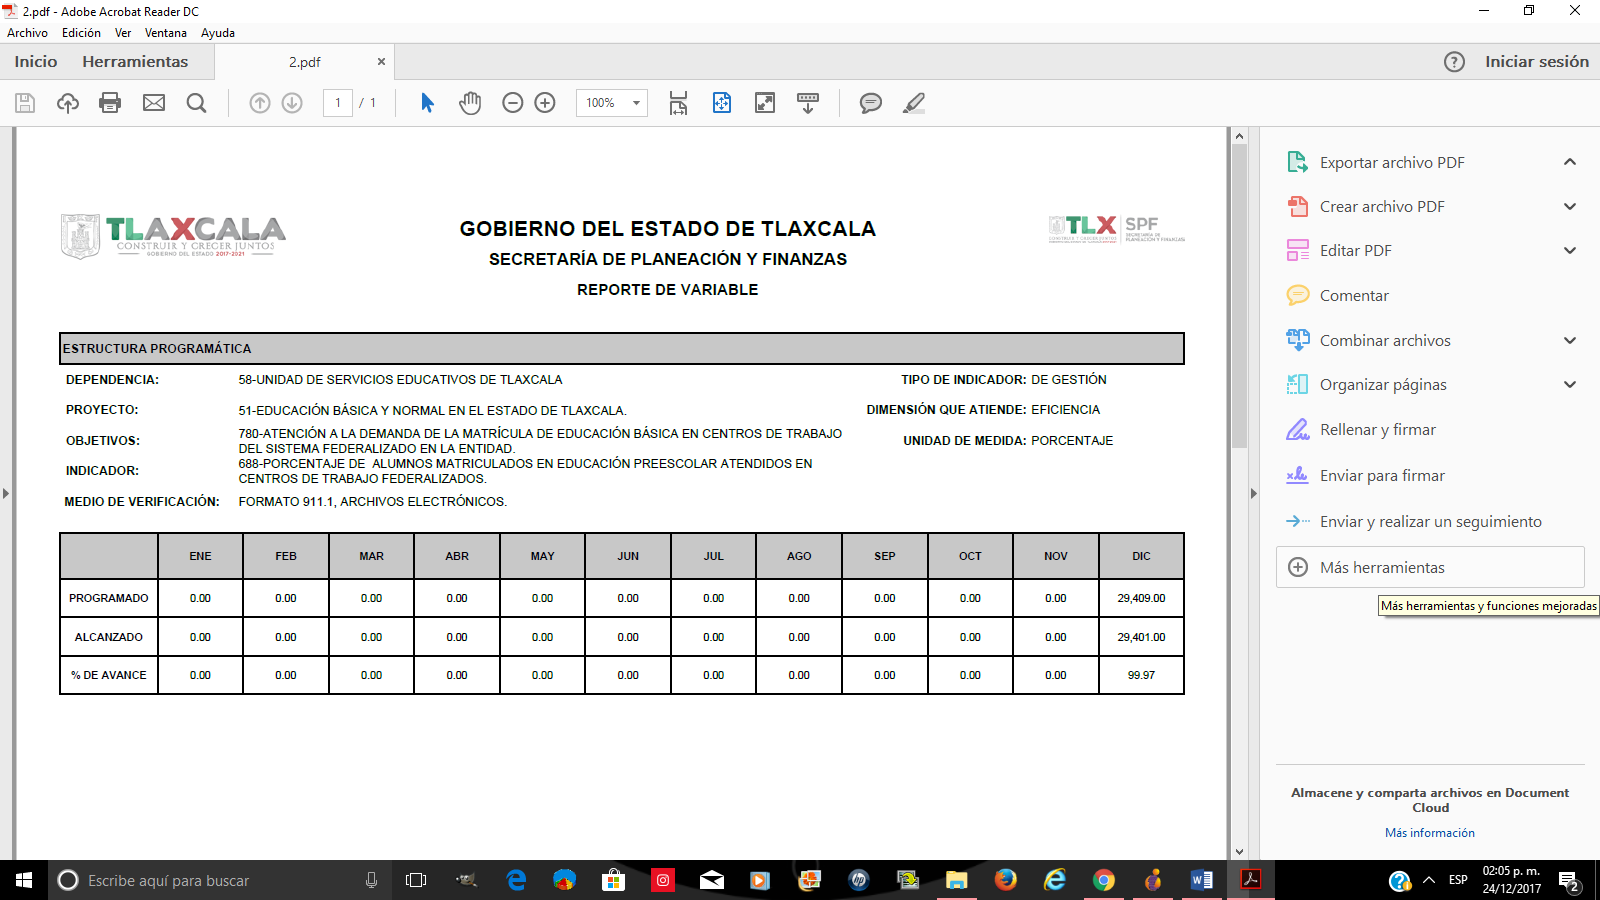 2.pdf - Adobe Acrobat Reader DC
Archivo Edición Ver Ventana Ayuda
Inicio Herramientas 2.pdf × Iniciar sesión
1 / 1 100%
TLAXCALA
CONSTRUIR Y CRECER JUNTOS
GOBIERNO DEL ESTADO 2017-2021
GOBIERNO DEL ESTADO DE TLAXCALA
SECRETARÍA DE PLANEACIÓN Y FINANZAS
REPORTE DE VARIABLE
TLX SPF
SECRETARÍA DE
PLANEACIÓN Y FINANZAS
CONSTRUIR Y CRECER JUNTOS
ESTRUCTURA PROGRAMÁTICA
DEPENDENCIA: 58-UNIDAD DE SERVICIOS EDUCATIVOS DE TLAXCALA TIPO DE INDICADOR: DE GESTIÓN
PROYECTO: 51-EDUCACIÓN BÁSICA Y NORMAL EN EL ESTADO DE TLAXCALA. DIMENSIÓN QUE ATIENDE: EFICIENCIA
OBJETIVOS: 780-ATENCIÓN A LA DEMANDA DE LA MATRÍCULA DE EDUCACIÓN BÁSICA EN CENTROS DE TRABAJO
DEL SISTEMA FEDERALIZADO EN LA ENTIDAD. UNIDAD DE MEDIDA: PORCENTAJE
INDICADOR: 688-PORCENTAJE DE ALUMNOS MATRICULADOS EN EDUCACIÓN PREESCOLAR ATENDIDOS EN
CENTROS DE TRABAJO FEDERALIZADOS.
MEDIO DE VERIFICACIÓN: FORMATO 911.1, ARCHIVOS ELECTRÓNICOS.
ENE FEB MAR ABR MAY JUN JUL AGO SEP OCT NOV DIC
PROGRAMADO 0.00 0.00 0.00 0.00 0.00 0.00 0.00 0.00 0.00 0.00 0.00 29,409.00
ALCANZADO 0.00 0.00 0.00 0.00 0.00 0.00 0.00 0.00 0.00 0.00 0.00 29,401.00
% DE AVANCE 0.00 0.00 0.00 0.00 0.00 0.00 0.00 0.00 0.00 0.00 0.00 99.97
Exportar archivo PDF
Crear archivo PDF
Editar PDF
Comentar
Combinar archivos
Organizar páginas
Rellenar y firmar
Enviar para firmar
Enviar y realizar un seguimiento
Más herramientas
Más herramientas y funciones mejoradas
Almacene y comparta archivos en Document
Cloud
Más información
Escribe aquí para buscar
ESP
02:05 p. m.
24/12/2017
2